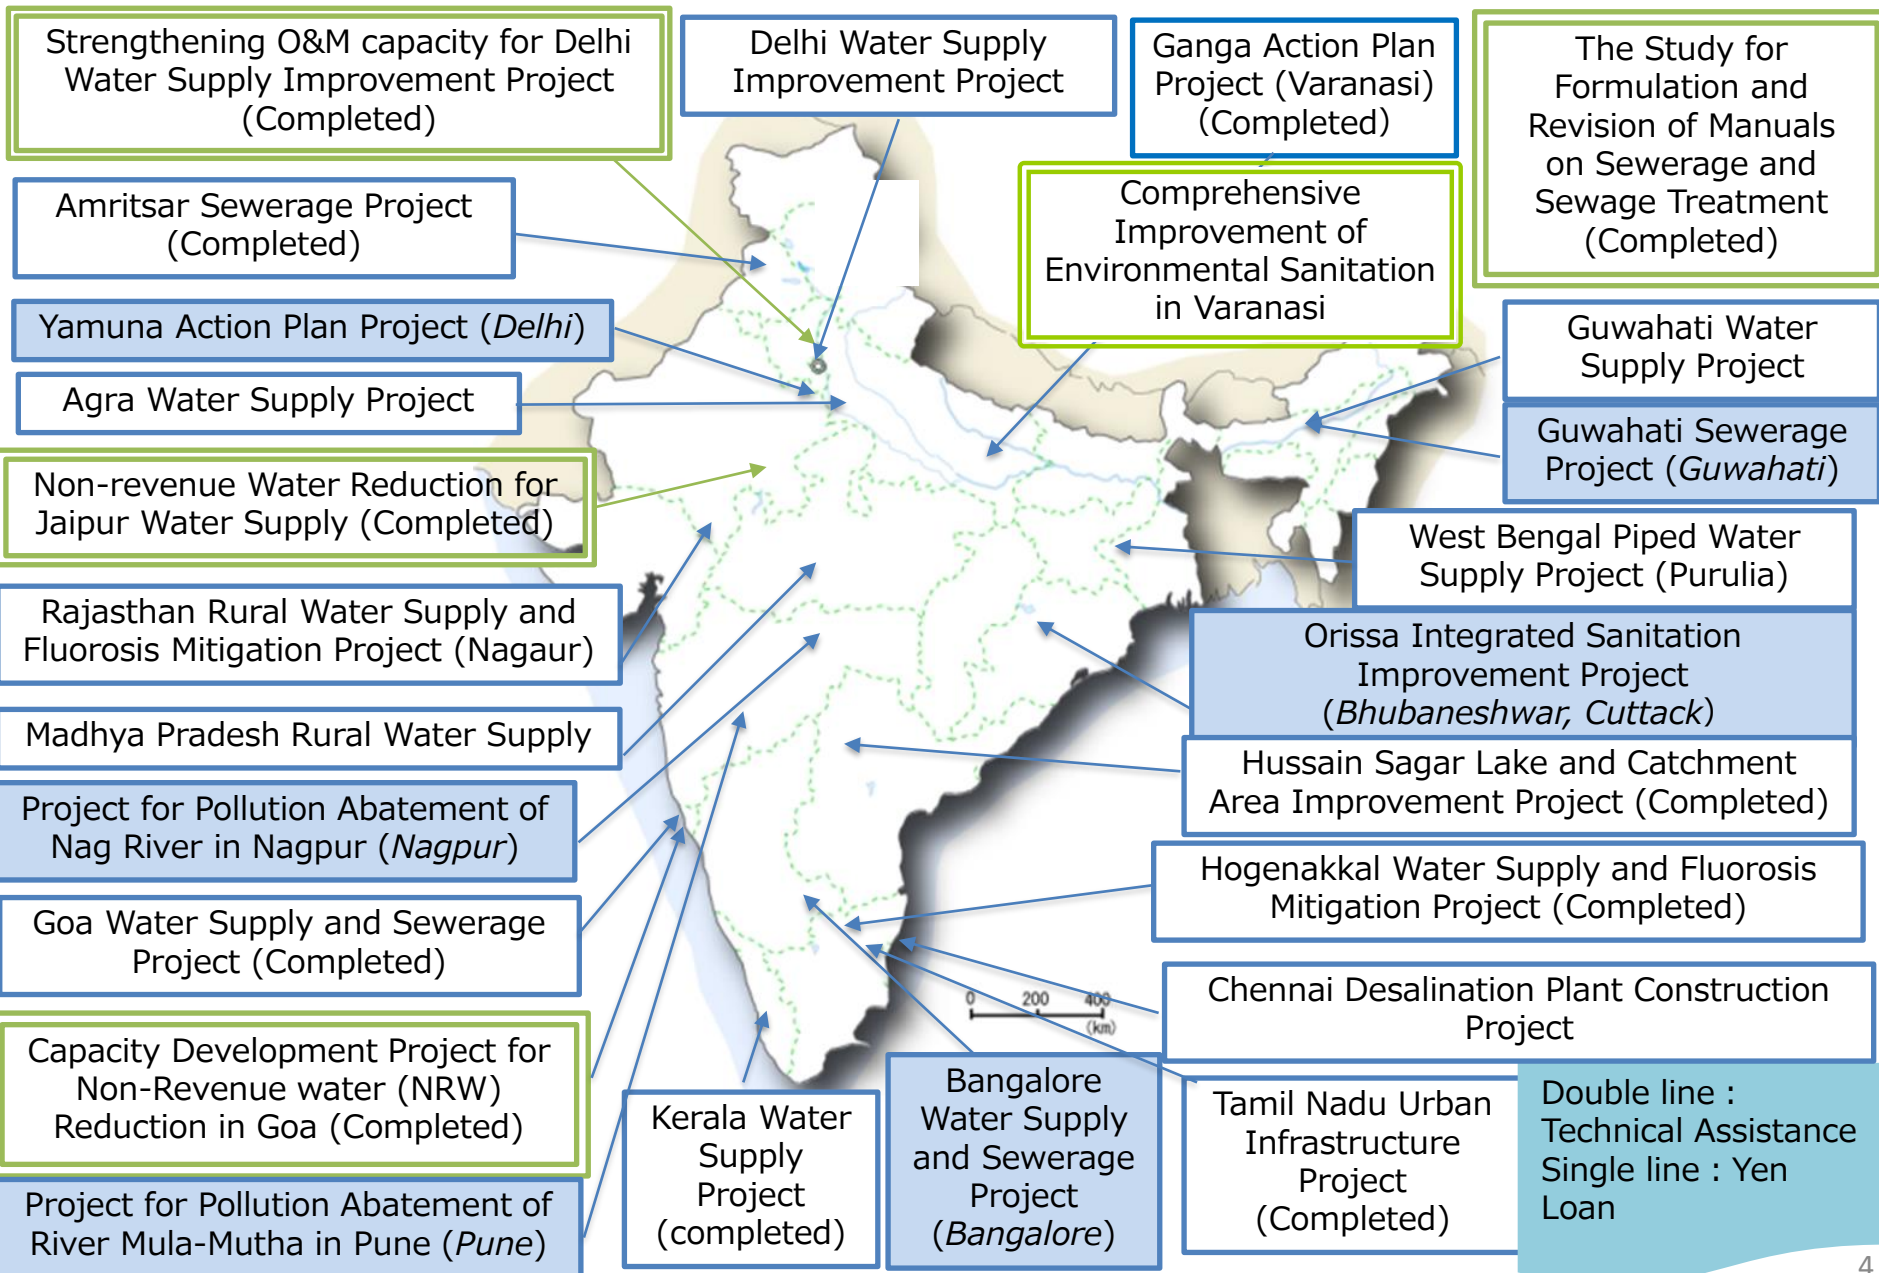 Strengthening O&M capacity for Delhi
Water Supply Improvement Project
(Completed)
Delhi Water Supply
Improvement Project
Ganga Action Plan
Project (Varanasi)
(Completed)
The Study for
Formulation and
Revision of Manuals
on Sewerage and
Sewage Treatment
(Completed)
Amritsar Sewerage Project
(Completed)
Comprehensive
Improvement of
Environmental Sanitation
in Varanasi
Yamuna Action Plan Project (Delhi)
Guwahati Water
Supply Project
Agra Water Supply Project
Guwahati Sewerage
Project (Guwahati)
Non-revenue Water Reduction for
Jaipur Water Supply (Completed)
West Bengal Piped Water
Supply Project (Purulia)
Rajasthan Rural Water Supply and
Fluorosis Mitigation Project (Nagaur)
Orissa Integrated Sanitation
Improvement Project
(Bhubaneshwar, Cuttack)
Madhya Pradesh Rural Water Supply
Hussain Sagar Lake and Catchment
Area Improvement Project (Completed)
Project for Pollution Abatement of
Nag River in Nagpur (Nagpur)
Hogenakkal Water Supply and Fluorosis
Mitigation Project (Completed)
Goa Water Supply and Sewerage
Project (Completed)
Chennai Desalination Plant Construction
Project
0 200 400
(km)
Capacity Development Project for
Non-Revenue water (NRW)
Reduction in Goa (Completed)
Project for Pollution Abatement of
River Mula-Mutha in Pune (Pune)
Kerala Water
Supply
Project
(completed)
Bangalore
Water Supply
and Sewerage
Project
(Bangalore)
Tamil Nadu Urban
Infrastructure
Project
(Completed)
Double line :
Technical Assistance
Single line : Yen
Loan
4